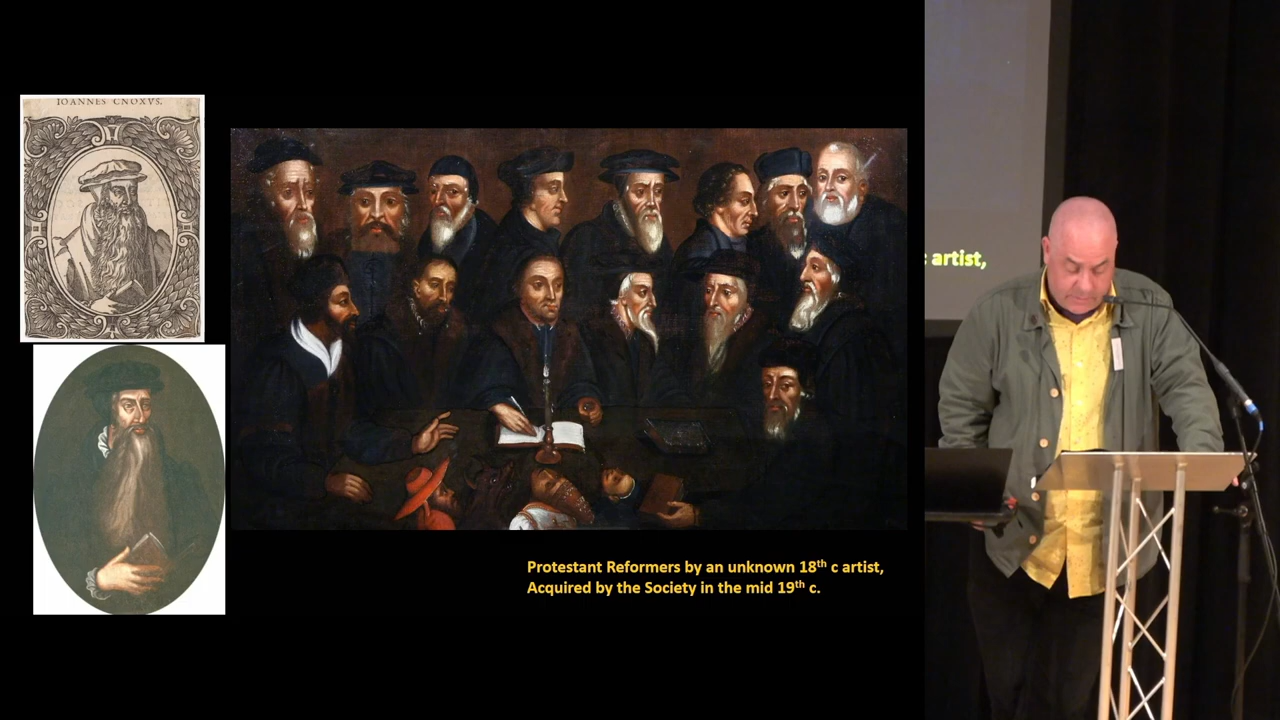 IOANNES CNOXVS.
Protestant Reformers by an unknown 18th c artist,
Acquired by the Society in the mid 19th c.
artist,